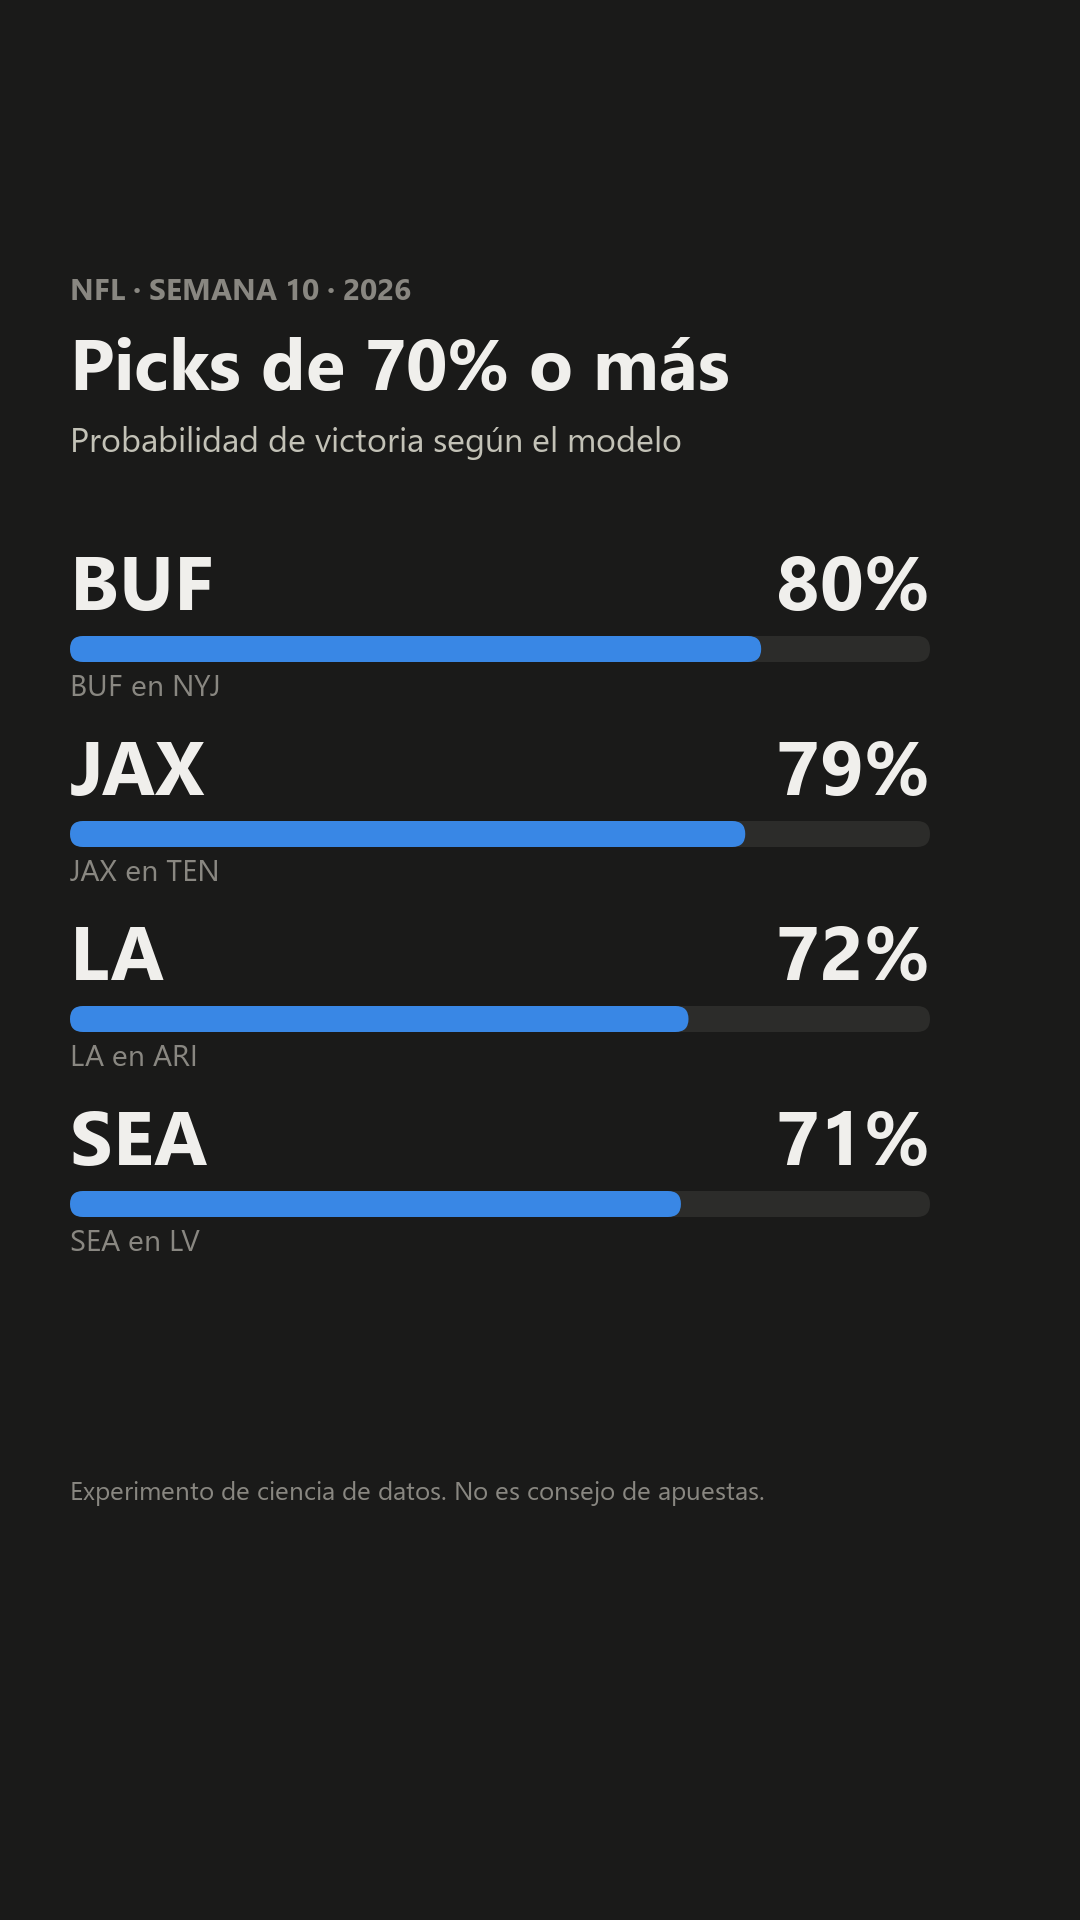 NFL · SEMANA 10 · 2026
Picks de 70% o más
Probabilidad de victoria según el modelo
BUF 80%
BUF en NYJ
JAX 79%
JAX en TEN
LA 72%
LA en ARI
SEA 71%
SEA en LV
Experimento de ciencia de datos. No es consejo de apuestas.